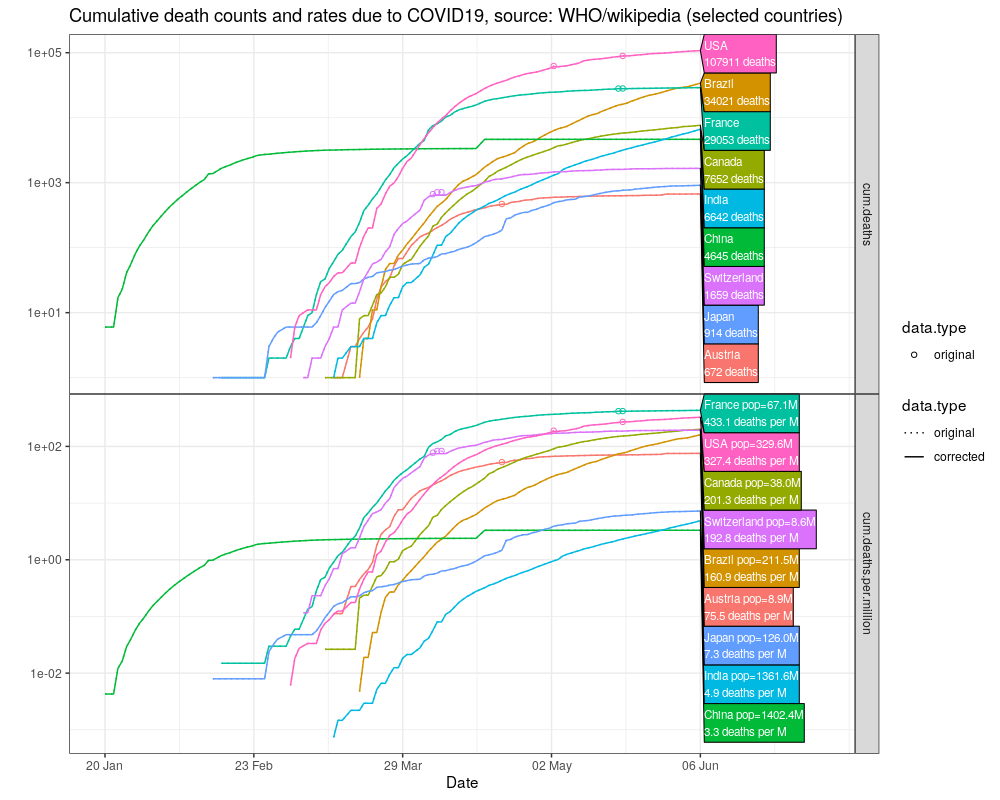 Cumulative death counts and rates due to COVID19, source: WHO/wikipedia (selected countries)
1e+05
1e+03
1e+01
USA
107911 deaths
Brazil
34021 deaths
France
29053 deaths
Canada
7652 deaths
India
6642 deaths
China
4645 deaths
Switzerland
1659 deaths
Japan
914 deaths
Austria
672 deaths
cum.deaths
1e+02
1e+00
1e-02
France pop=67.1M
433.1 deaths per M
USA pop=329.6M
327.4 deaths per M
Canada pop=38.0M
201.3 deaths per M
Switzerland pop=8.6M
192.8 deaths per M
Brazil pop=211.5M
160.9 deaths per M
Austria pop=8.9M
75.5 deaths per M
Japan pop=126.0M
7.3 deaths per M
India pop=1361.6M
4.9 deaths per M
China pop=1402.4M
3.3 deaths per M
cum.deaths.per.million
20 Jan
23 Feb
29 Mar
02 May
06 Jun
Date
data.type
original
data.type
original
corrected